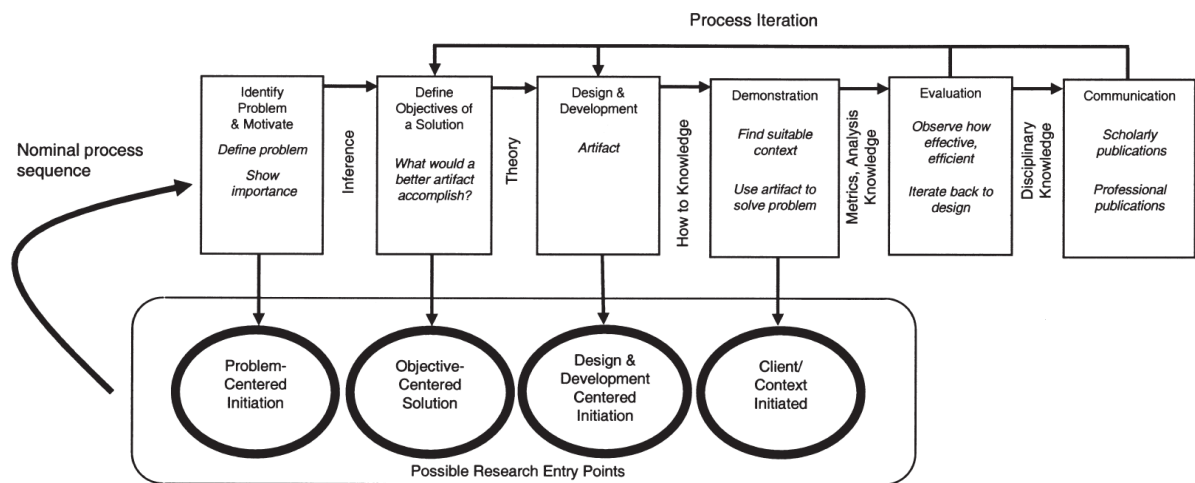 Process Iteration
Nominal process
sequence
Identify
Problem
& Motivate
Define problem
Show
importance
Inference
Define
Objectives of
a Solution
What would a
better artifact
accomplish?
Theory
Design &
Development
Artifact
How to Knowledge
Demonstration
Find suitable
context
Use artifact to
solve problem
Metrics, Analysis
Knowledge
Evaluation
Observe how
effective,
efficient
Iterate back to
design
Disciplinary
Knowledge
Communication
Scholarly
publications
Professional
publications
Problem-
Centered
Initiation
Objective-
Centered
Solution
Design &
Development
Centered
Initiation
Client/
Context
Initiated
Possible Research Entry Points